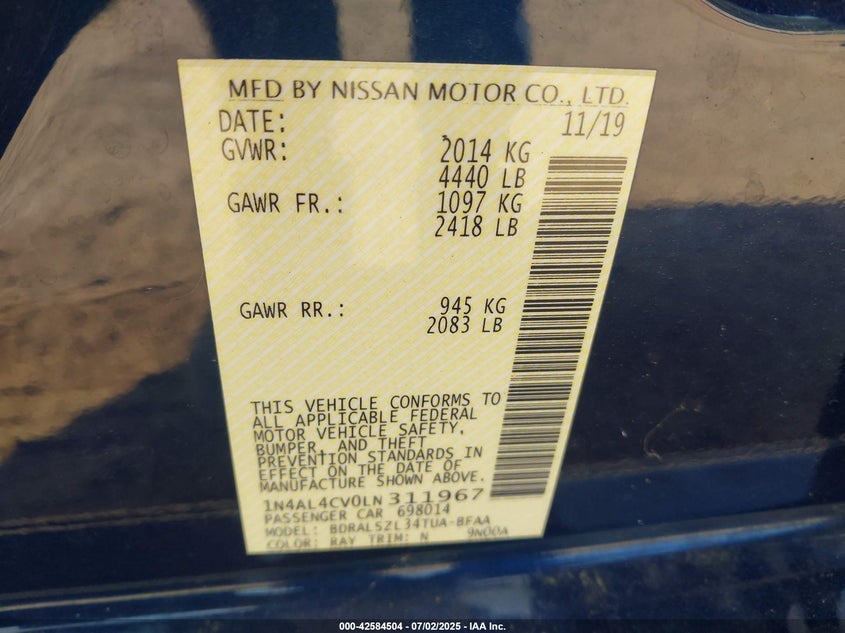 MFD BY NISSAN MOTOR CO., LTD.
DATE: 11/19
GVWR: 2014 KG
4440 LB
GAWR FR.: 1097 KG
2418 LB
GAWR RR.: 945 KG
2083 LB
THIS VEHICLE CONFORMS TO
ALL APPLICABLE FEDERAL
MOTOR VEHICLE SAFETY,
BUMPER, AND THEFT
PREVENTION STANDARDS IN
EFFECT ON THE DATE OF
MANUFACTURE SHOWN ABOVE.
1N4AL4CV0LN311967
PASSENGER CAR 698014
MODEL: BDRALSZL34TUA-BFAA
COLOR: RAY TRIM: N 9N00A
000-42584504 - 07/02/2025 - IAA Inc.